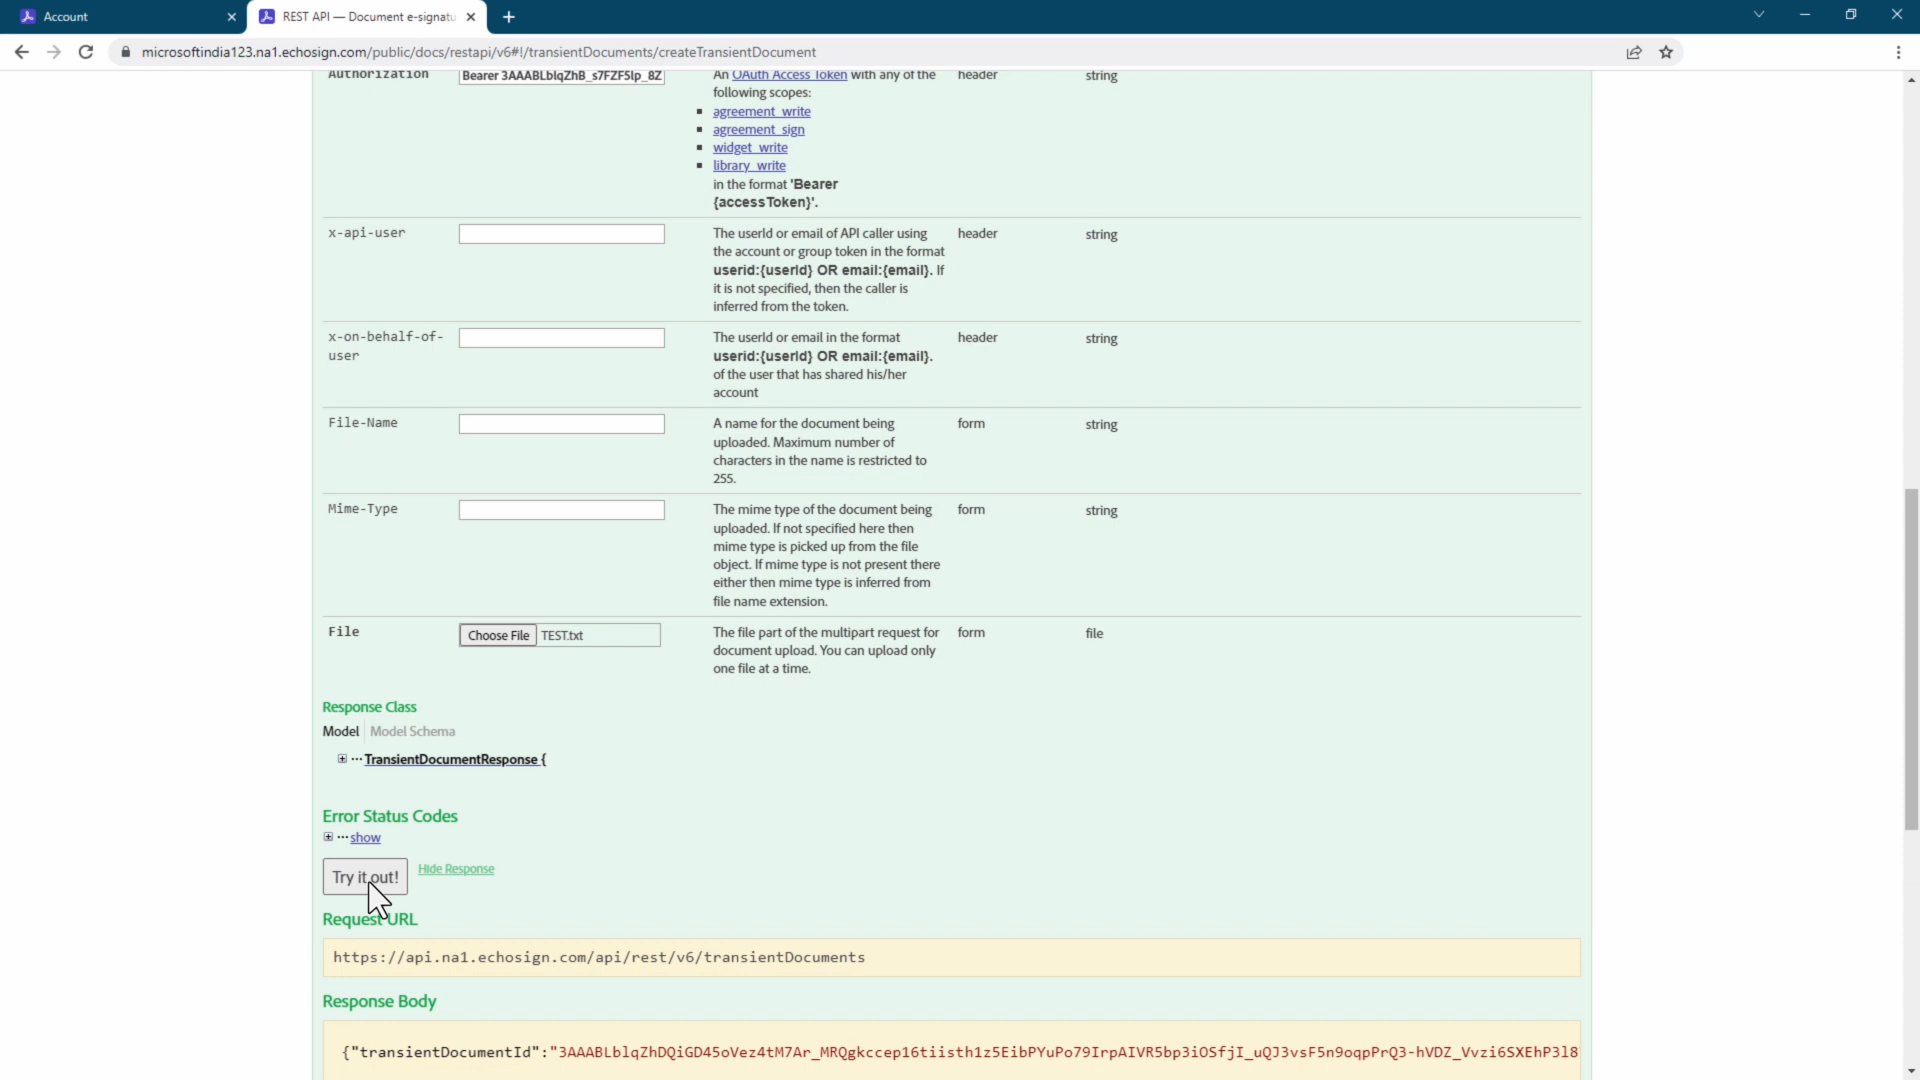 Account
REST API — Document e-signatu
microsoftindia123.na1.echosign.com/public/docs/restapi/v6#!/transientDocuments/createTransientDocument
Authorization Bearer 3AAABLblqZhB_s7FZF5lp_8Z An OAuth Access Token with any of the header string
following scopes:
agreement_write
agreement_sign
widget_write
library_write
in the format 'Bearer
{accessToken}'.
x-api-user The userId or email of API caller using header string
the account or group token in the format
userid:{userId} OR email:{email}. If
it is not specified, then the caller is
inferred from the token.
x-on-behalf-of- The userId or email in the format header string
user userid:{userId} OR email:{email}.
of the user that has shared his/her
account
File-Name A name for the document being form string
uploaded. Maximum number of
characters in the name is restricted to
255.
Mime-Type The mime type of the document being form string
uploaded. If not specified here then
mime type is picked up from the file
object. If mime type is not present there
either then mime type is inferred from
file name extension.
File Choose File TEST.txt The file part of the multipart request for form file
document upload. You can upload only
one file at a time.
Response Class
Model Model Schema
··· TransientDocumentResponse {
Error Status Codes
··· show
Try it out! Hide Response
Request URL
https://api.na1.echosign.com/api/rest/v6/transientDocuments
Response Body
{"transientDocumentId":"3AAABLblqZhDQiGD45oVez4tM7Ar_MRQgkccep16tiisth1z5EibPYuPo79IrpAIVR5bp3iOSfjI_uQJ3vsF5n9oqpPrQ3-hVDZ_Vvzi6SXEhP3l8